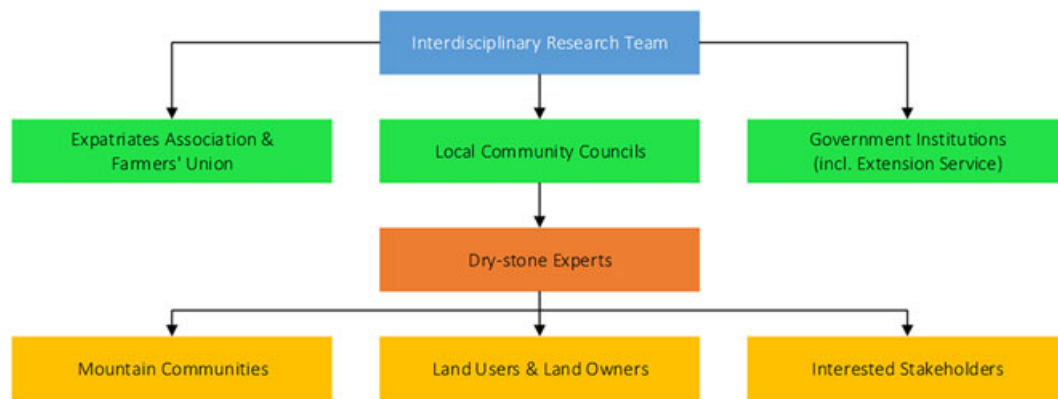 Interdisciplinary Research Team
Expatriates Association &
Farmers' Union
Local Community Councils
Government Institutions
(incl. Extension Service)
Dry-stone Experts
Mountain Communities
Land Users & Land Owners
Interested Stakeholders